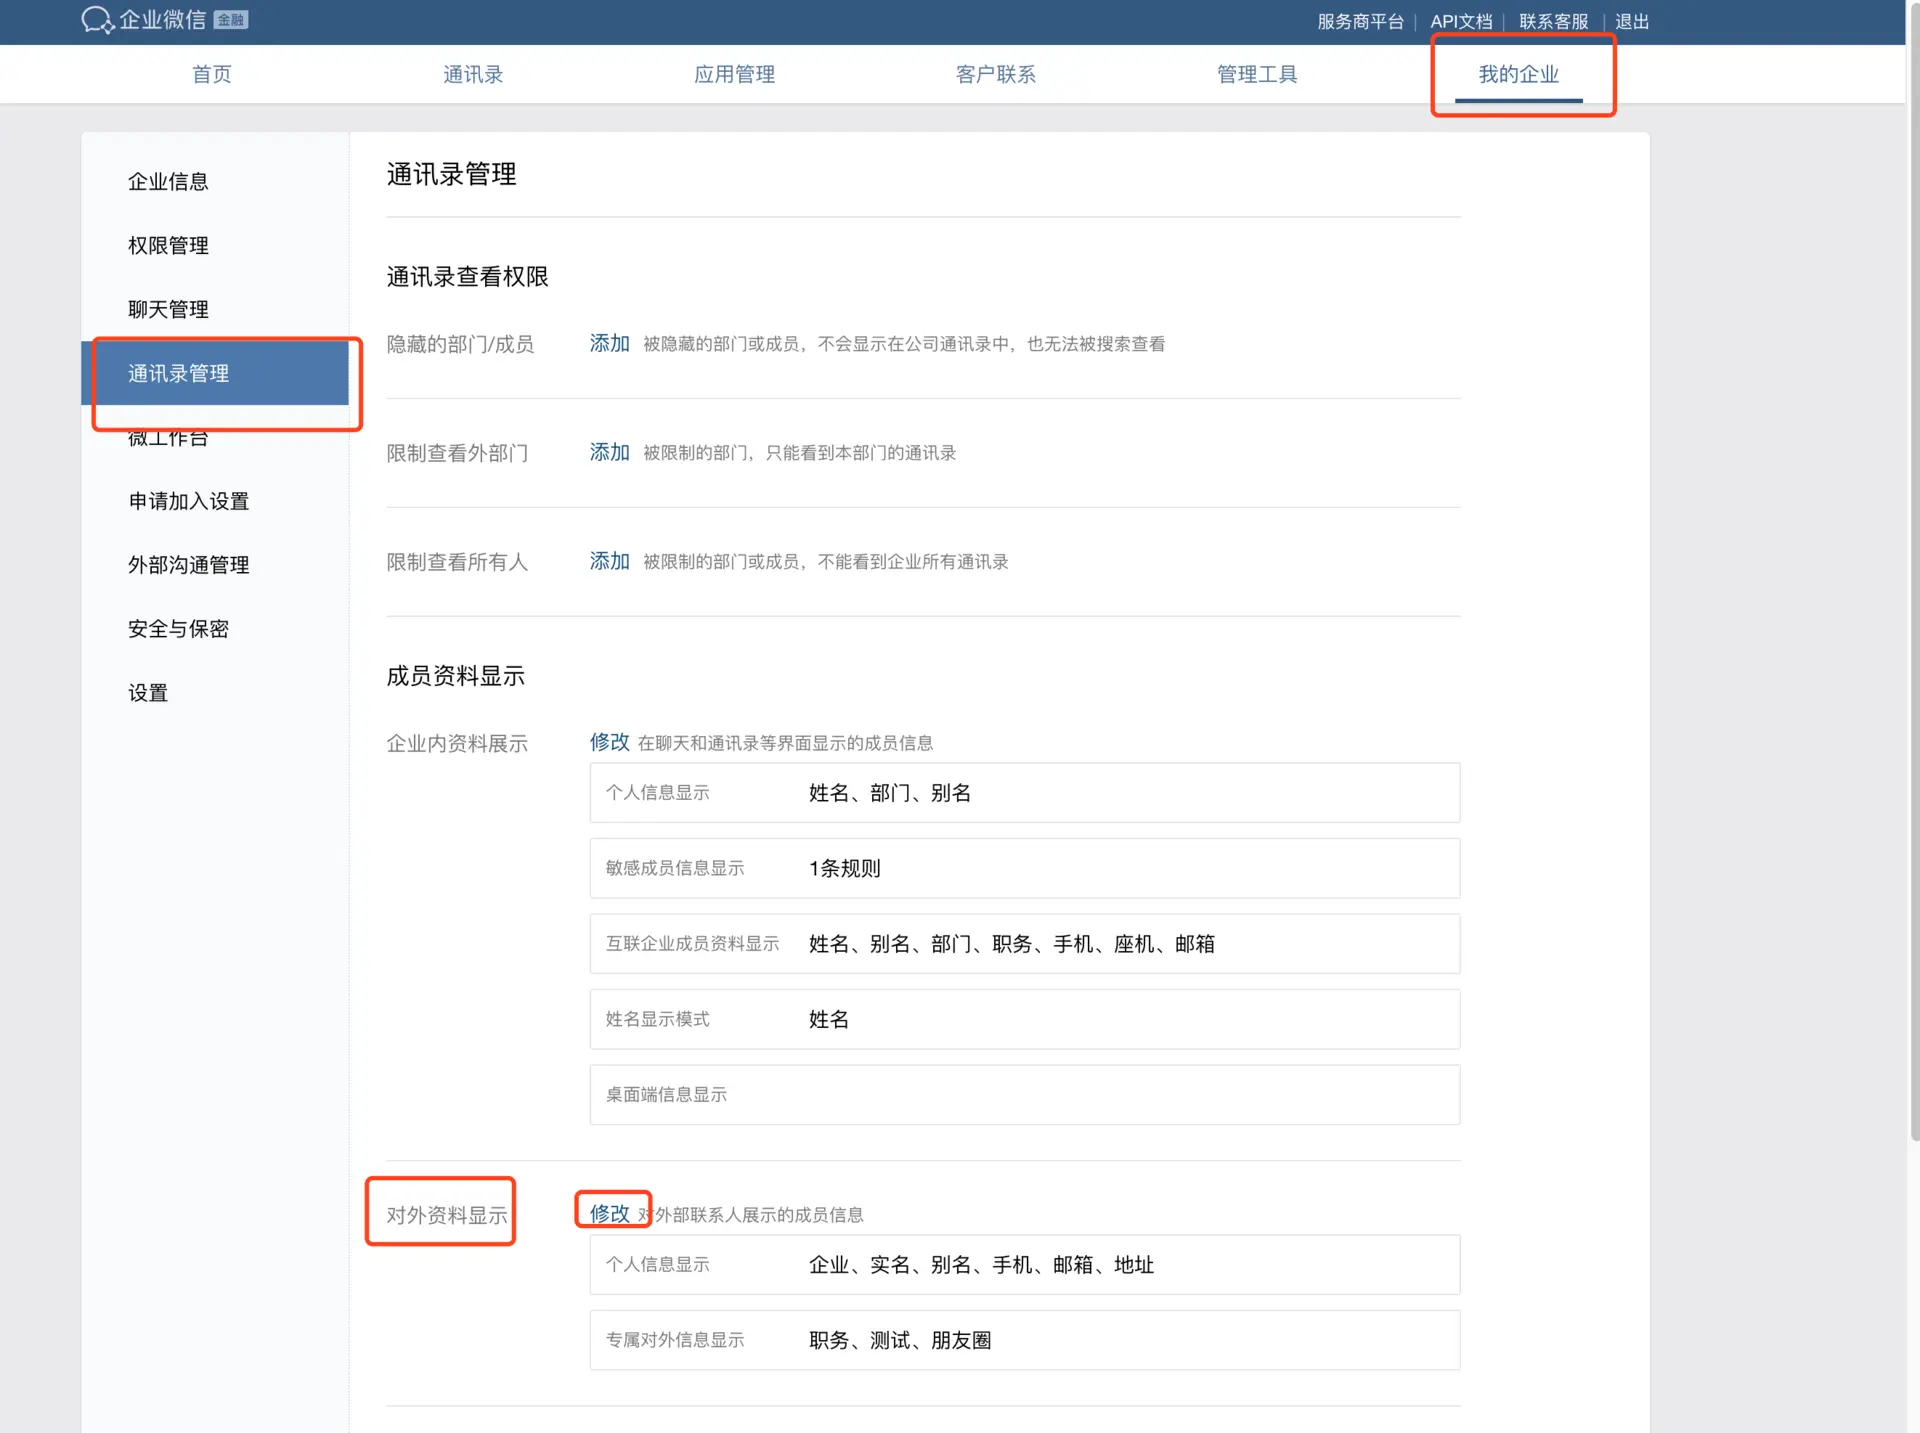 企业微信 金融
服务商平台 | API文档 | 联系客服 | 退出
首页 通讯录 应用管理 客户联系 管理工具 我的企业
企业信息
权限管理
聊天管理
通讯录管理
微工作台
申请加入设置
外部沟通管理
安全与保密
设置
通讯录管理
通讯录查看权限
隐藏的部门/成员 添加 被隐藏的部门或成员，不会显示在公司通讯录中，也无法被搜索查看
限制查看外部门 添加 被限制的部门，只能看到本部门的通讯录
限制查看所有人 添加 被限制的部门或成员，不能看到企业所有通讯录
成员资料显示
企业内资料展示 修改 在聊天和通讯录等界面显示的成员信息
个人信息显示 姓名、部门、别名
敏感成员信息显示 1条规则
互联企业成员资料显示 姓名、别名、部门、职务、手机、座机、邮箱
姓名显示模式 姓名
桌面端信息显示
对外资料显示 修改 对外部联系人展示的成员信息
个人信息显示 企业、实名、别名、手机、邮箱、地址
专属对外信息显示 职务、测试、朋友圈